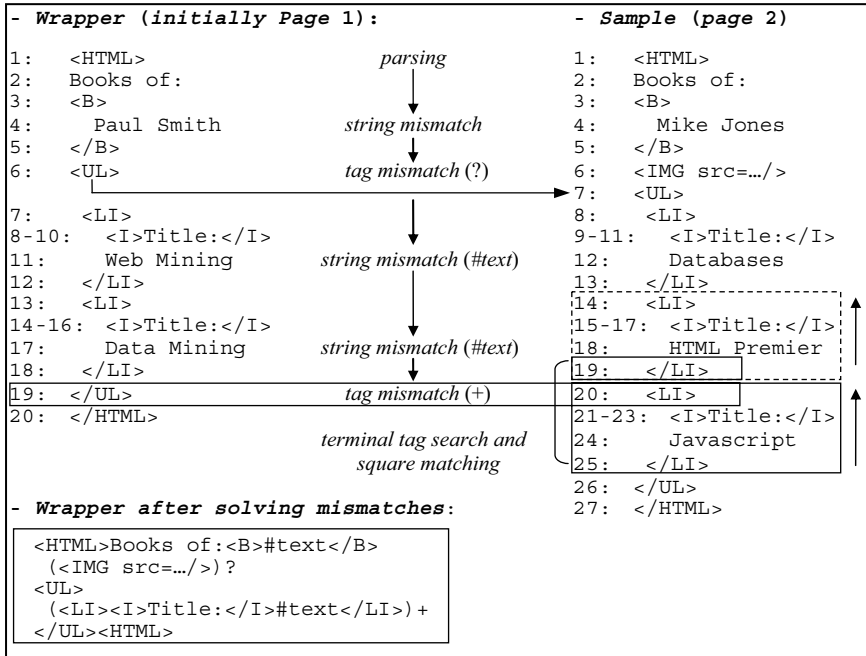 - Wrapper (initially Page 1):
1: <HTML>
2: Books of:
3: <B>
4: Paul Smith
5: </B>
6: <UL>
7: <LI>
8-10: <I>Title:</I>
11: Web Mining
12: </LI>
13: <LI>
14-16: <I>Title:</I>
17: Data Mining
18: </LI>
19: </UL>
20: </HTML>
parsing
string mismatch
tag mismatch (?)
string mismatch (#text)
string mismatch (#text)
tag mismatch (+)
terminal tag search and
square matching
- Sample (page 2)
1: <HTML>
2: Books of:
3: <B>
4: Mike Jones
5: </B>
6: <IMG src=…/>
7: <UL>
8: <LI>
9-11: <I>Title:</I>
12: Databases
13: </LI>
14: <LI>
15-17: <I>Title:</I>
18: HTML Premier
19: </LI>
20: <LI>
21-23: <I>Title:</I>
24: Javascript
25: </LI>
26: </UL>
27: </HTML>
- Wrapper after solving mismatches:
<HTML>Books of:<B>#text</B>
(<IMG src=…/>)?
<UL>
(<LI><I>Title:</I>#text</LI>)+
</UL><HTML>